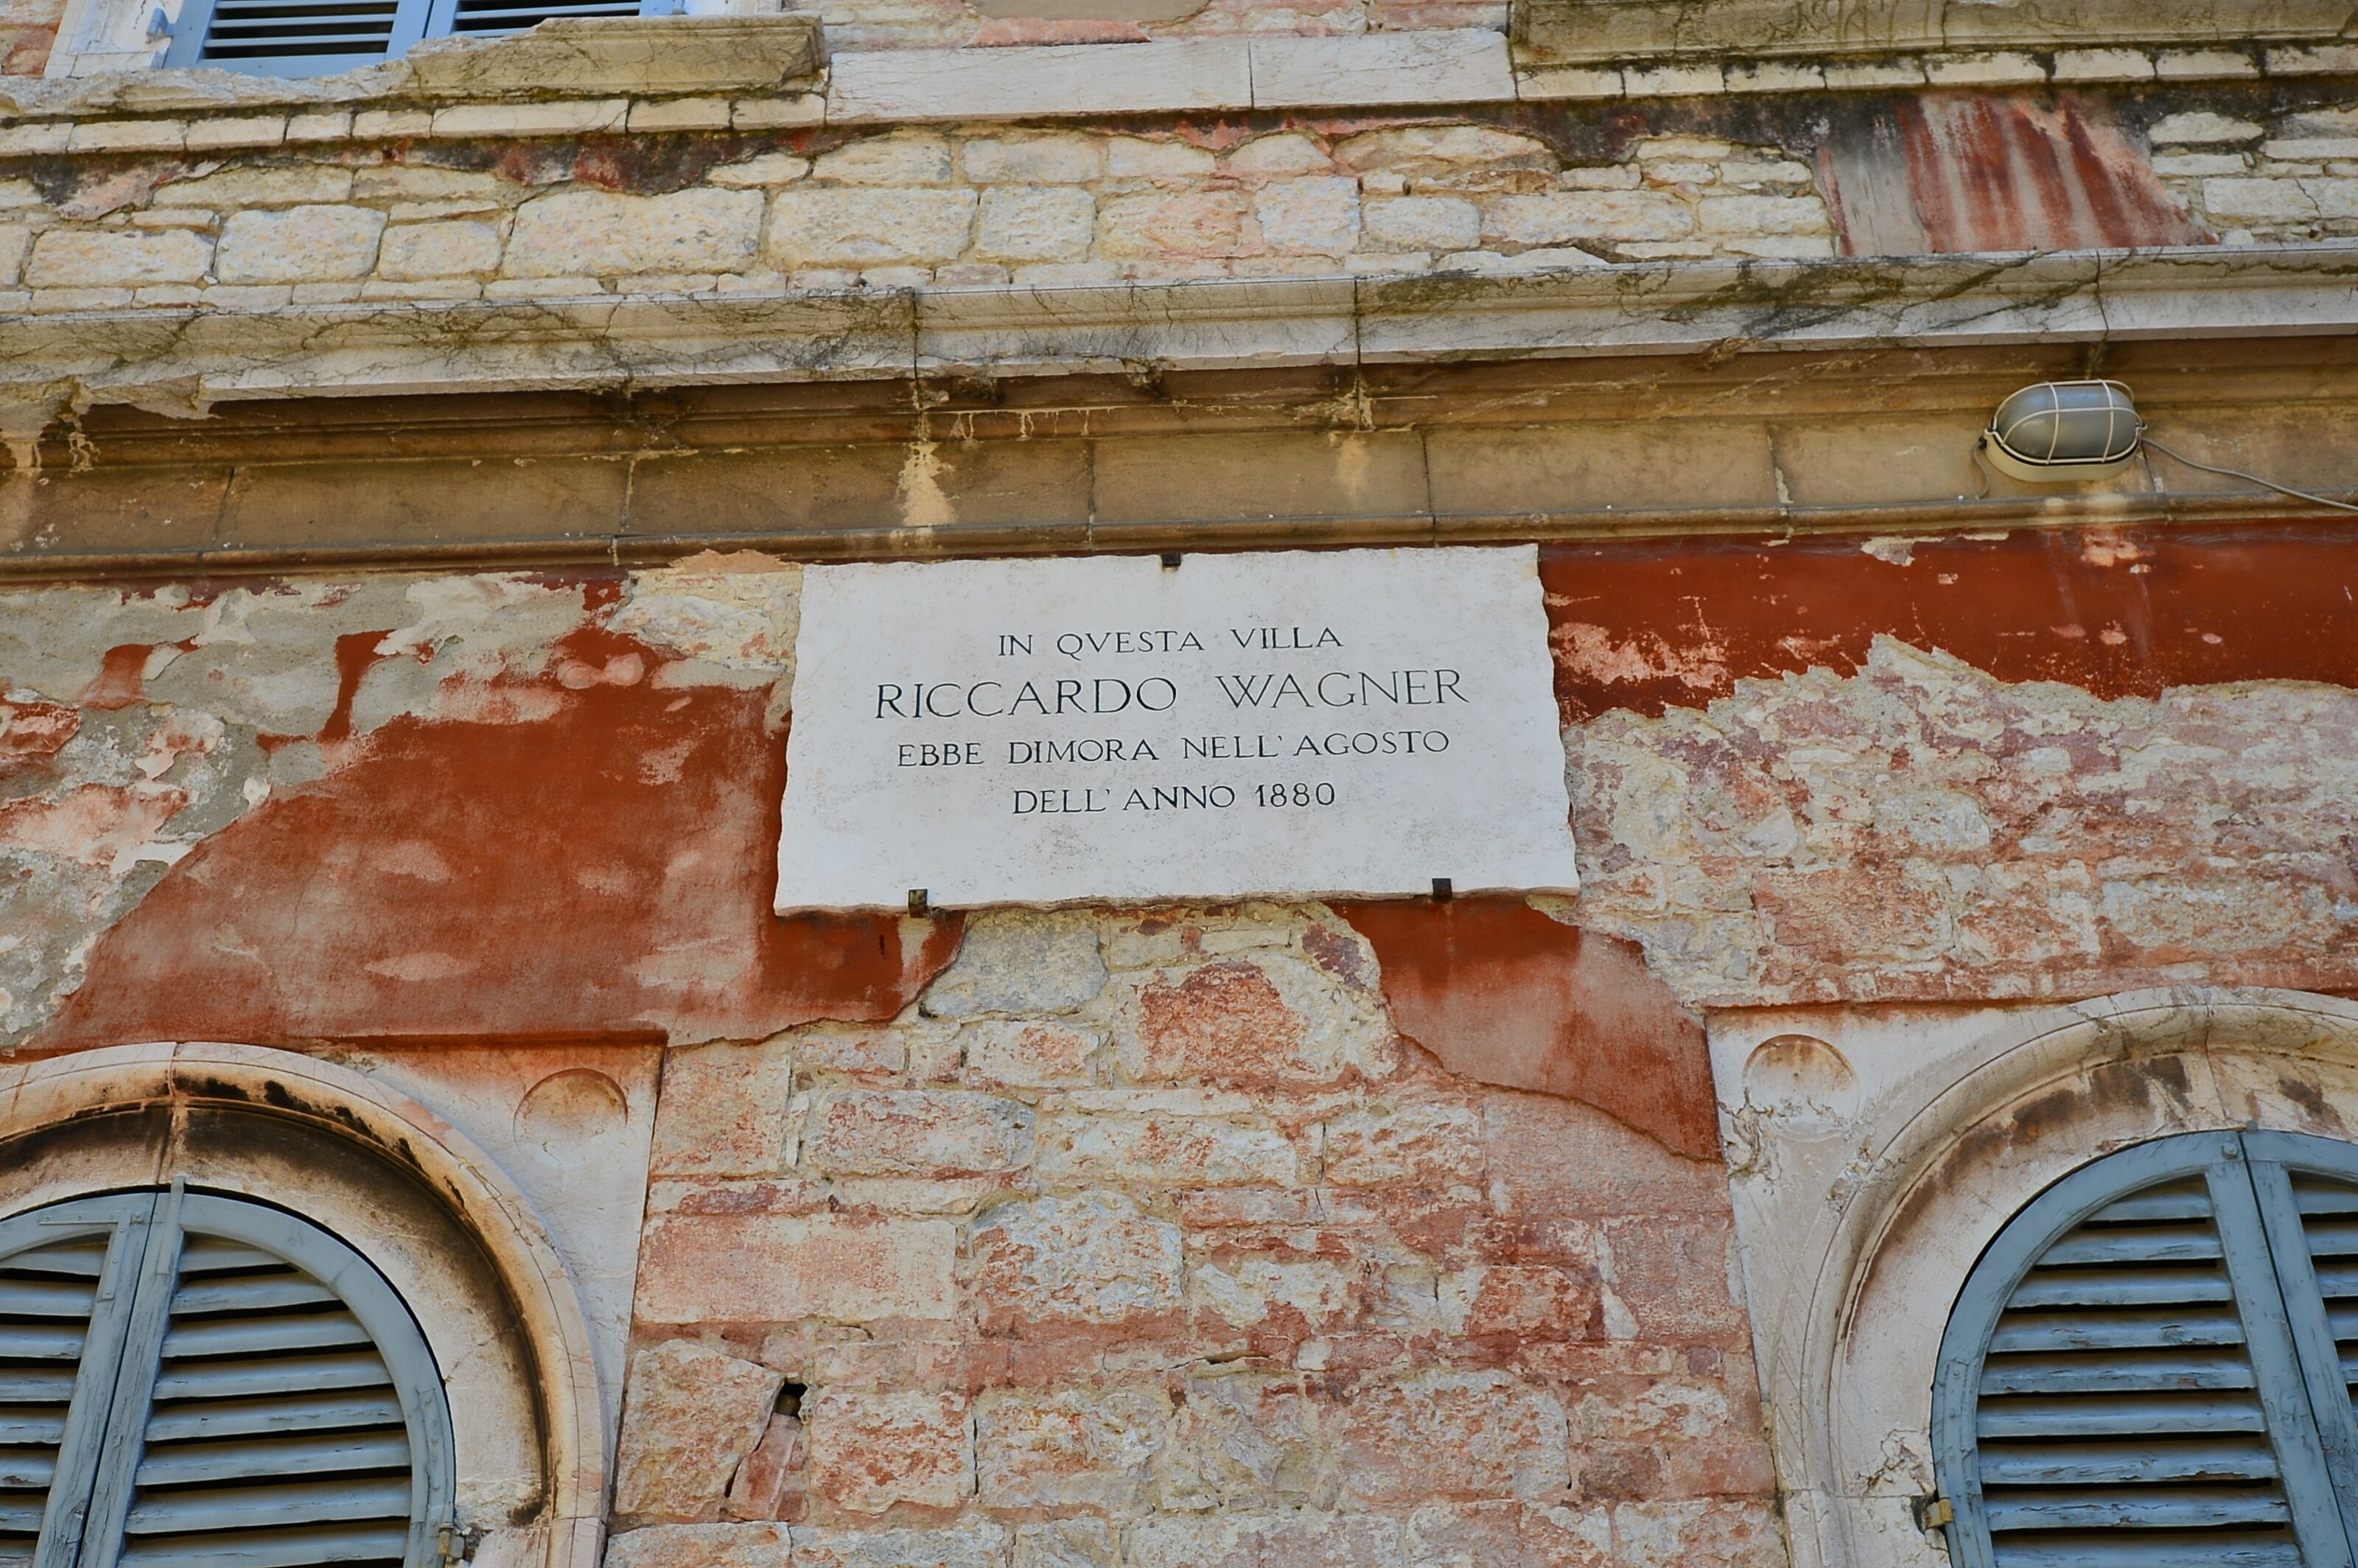 IN QVESTA VILLA
RICCARDO WAGNER
EBBE DIMORA NELL' AGOSTO
DELL' ANNO 1880